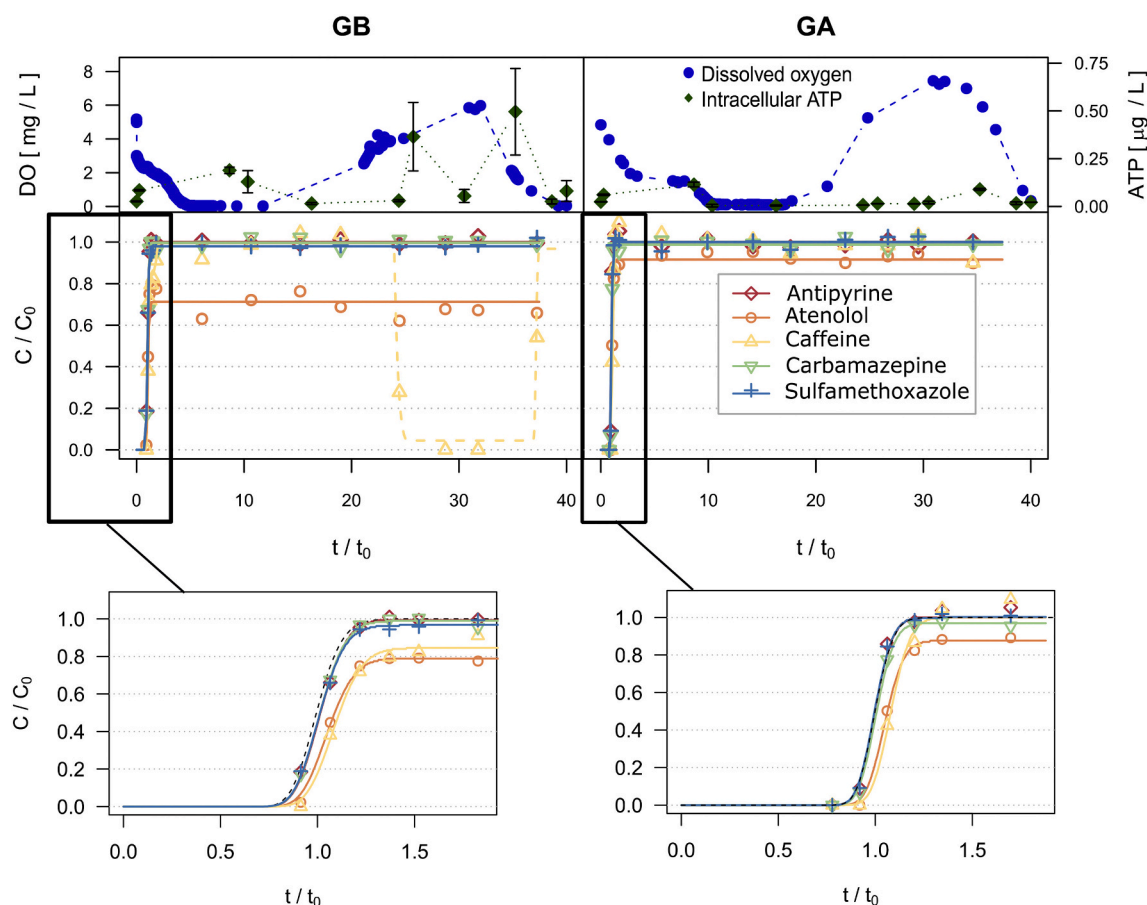 GB
GA
DO [ mg / L ]
8
6
4
2
0
Dissolved oxygen
Intracellular ATP
0.75
0.50
0.25
0.00
ATP [ μg / L ]
C / C0
1.0
0.8
0.6
0.4
0.2
0.0
Antipyrine
Atenolol
Caffeine
Carbamazepine
Sulfamethoxazole
0 10 20 30 40
0 10 20 30 40
t / t0
t / t0
C / C0
1.0
0.8
0.6
0.4
0.2
0.0
1.0
0.8
0.6
0.4
0.2
0.0
0.0 0.5 1.0 1.5
0.0 0.5 1.0 1.5
t / t0
t / t0